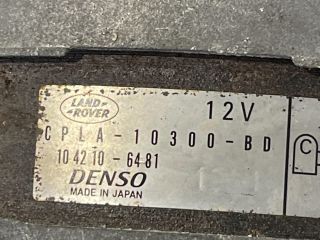 LAND-
ROVER
12V
CPLA-10300-BD
104210-6481
DENSO
MADE IN JAPAN
C